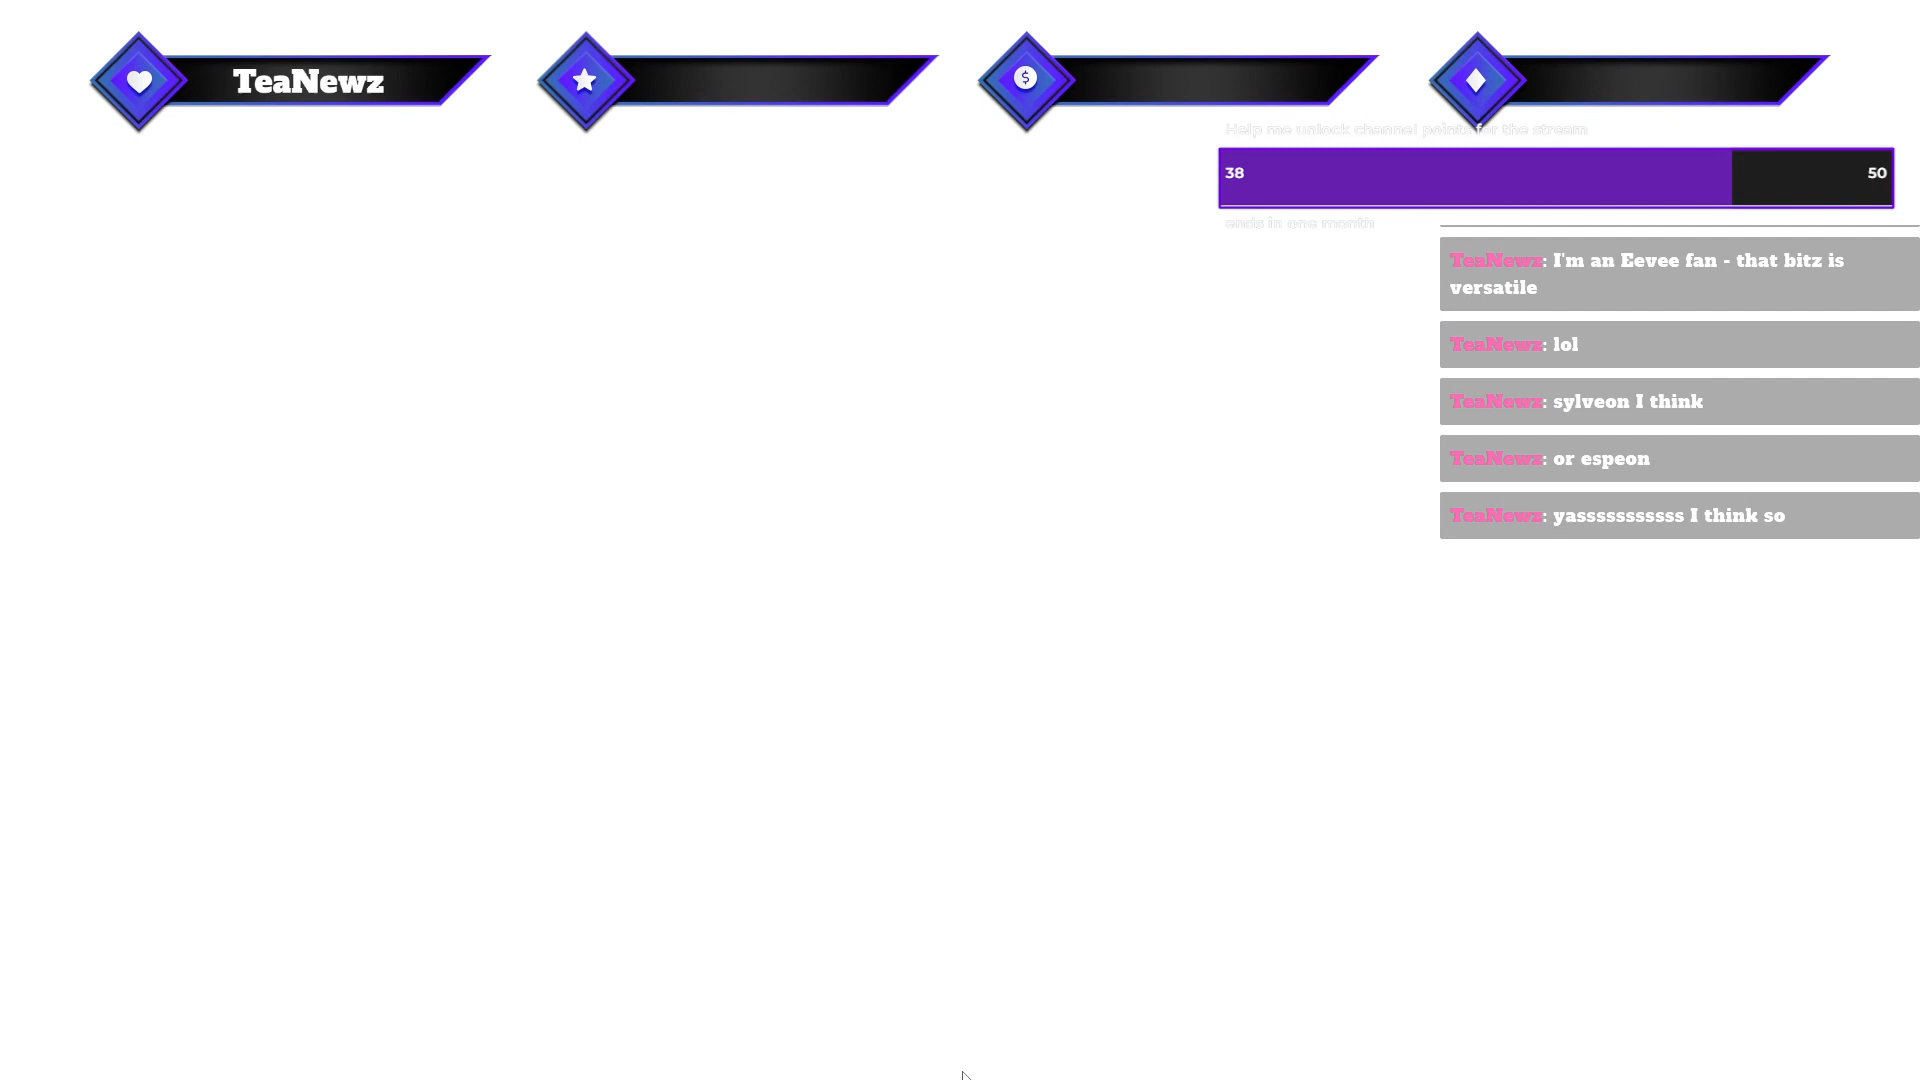 TeaNewz
$
Help me unlock channel points for the stream
38 50
ends in one month
TeaNewz: I'm an Eevee fan - that bitz is
versatile
TeaNewz: lol
TeaNewz: sylveon I think
TeaNewz: or espeon
TeaNewz: yasssssssssss I think so